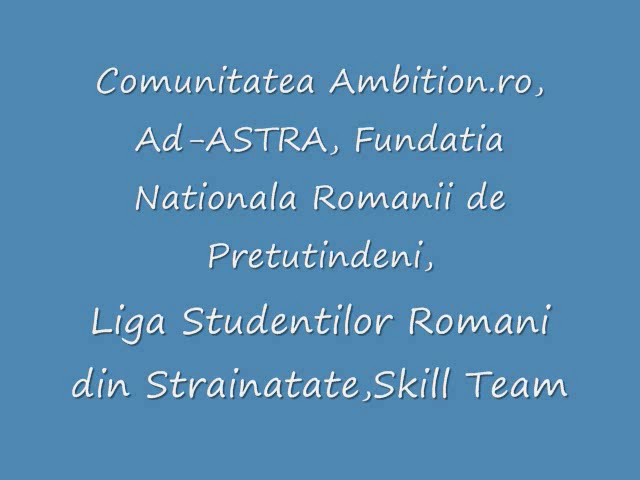 Comunitatea Ambition.ro,
Ad-ASTRA, Fundatia
Nationala Romanii de
Pretutindeni,
Liga Studentilor Romani
din Strainatate,Skill Team